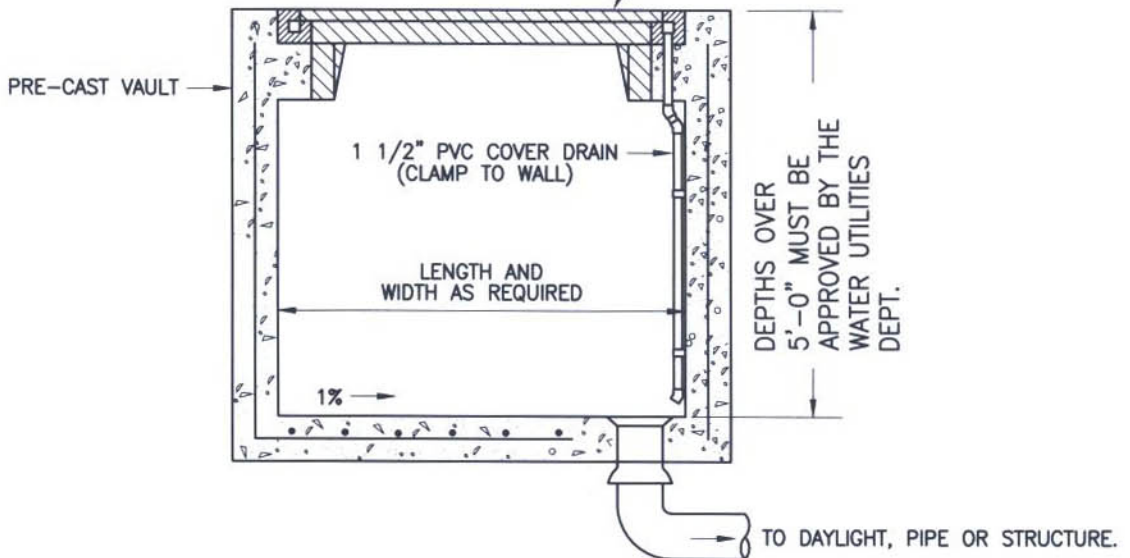 PRE-CAST VAULT
1 1/2" PVC COVER DRAIN
(CLAMP TO WALL)
LENGTH AND
WIDTH AS REQUIRED
1%
DEPTHS OVER
5'-0" MUST BE
APPROVED BY THE
WATER UTILITIES
DEPT.
TO DAYLIGHT, PIPE OR STRUCTURE.